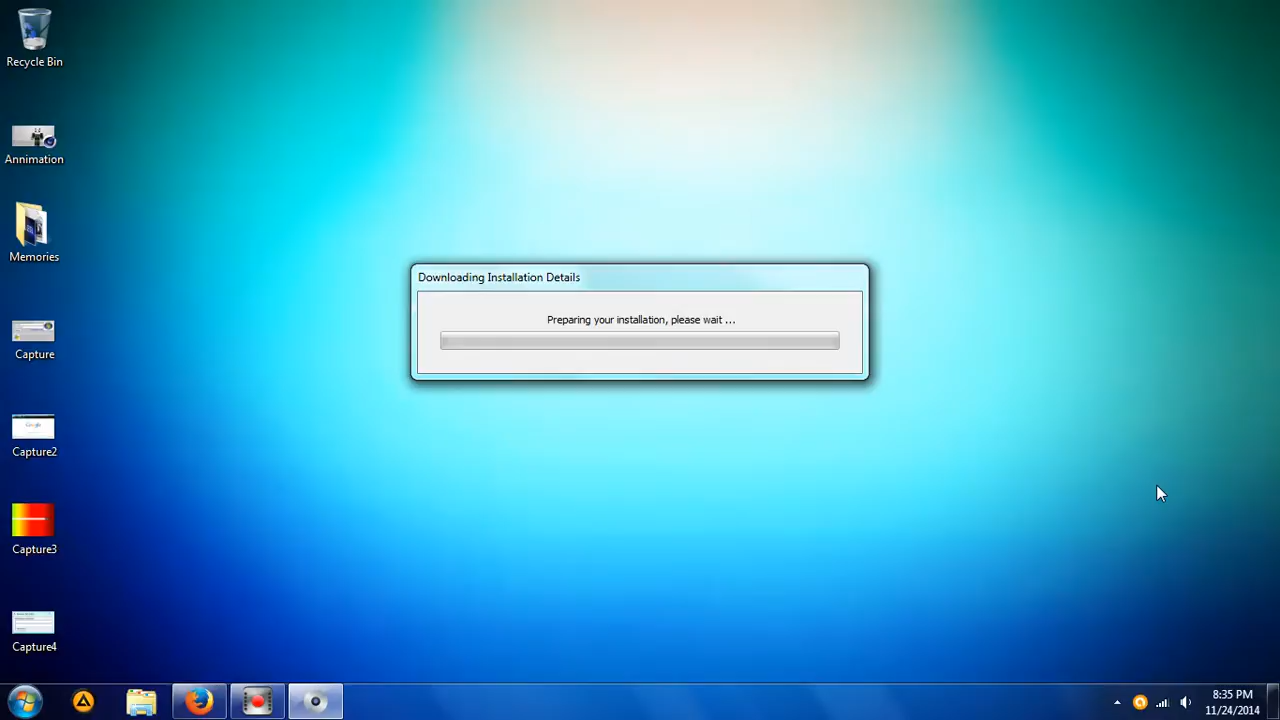 Recycle Bin
Annimation
Memories
Capture
Capture2
Capture3
Capture4
Downloading Installation Details
Preparing your installation, please wait ...
8:35 PM
11/24/2014